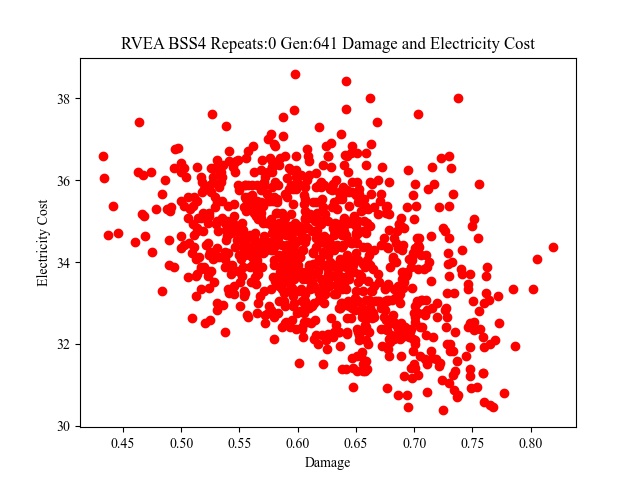 RVEA BSS4 Repeats:0 Gen:641 Damage and Electricity Cost
38
36
34
32
30
Electricity Cost
0.45 0.50 0.55 0.60 0.65 0.70 0.75 0.80
Damage